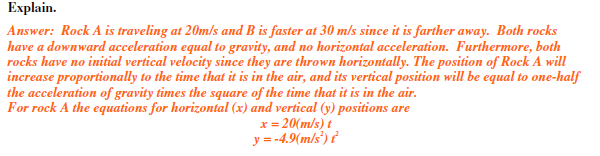 Explain.
Answer: Rock A is traveling at 20m/s and B is faster at 30 m/s since it is farther away. Both rocks
have a downward acceleration equal to gravity, and no horizontal acceleration. Furthermore, both
rocks have no initial vertical velocity since they are thrown horizontally. The position of Rock A will
increase proportionally to the time that it is in the air, and its vertical position will be equal to one-half
the acceleration of gravity times the square of the time that it is in the air.
For rock A the equations for horizontal (x) and vertical (y) positions are
x = 20(m/s) t
y = -4.9(m/s²) t²